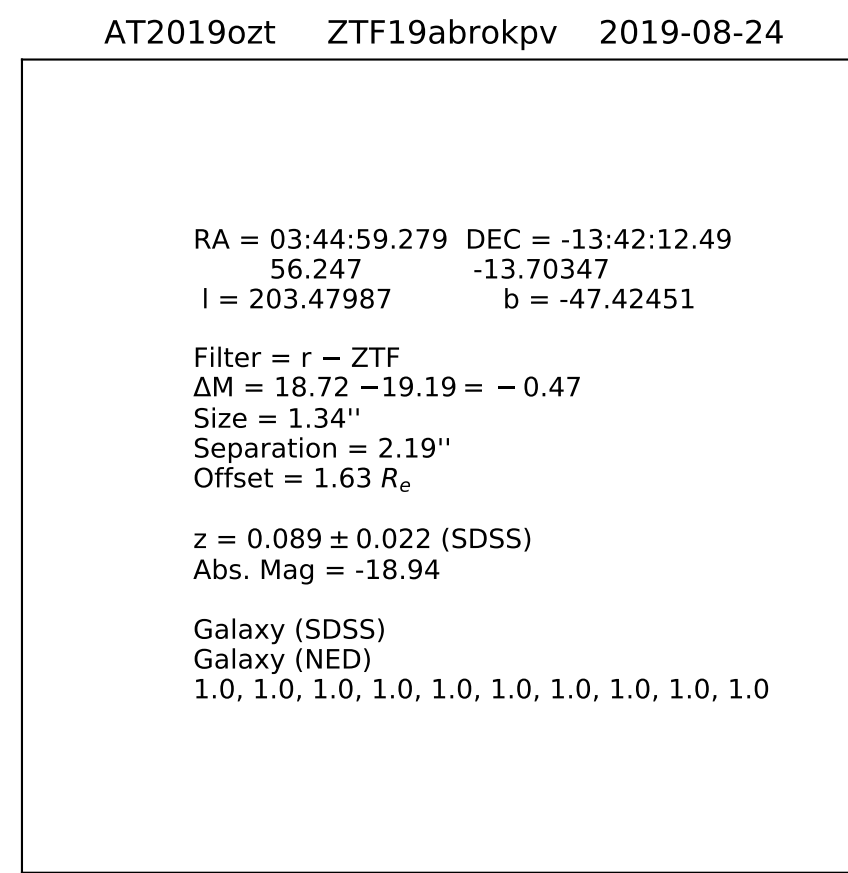 AT2019ozt ZTF19abrokpv 2019-08-24
RA = 03:44:59.279 DEC = -13:42:12.49
56.247 -13.70347
l = 203.47987 b = -47.42451
Filter = r − ZTF
ΔM = 18.72 −19.19 = − 0.47
Size = 1.34''
Separation = 2.19''
Offset = 1.63 Re
z = 0.089 ± 0.022 (SDSS)
Abs. Mag = -18.94
Galaxy (SDSS)
Galaxy (NED)
1.0, 1.0, 1.0, 1.0, 1.0, 1.0, 1.0, 1.0, 1.0, 1.0